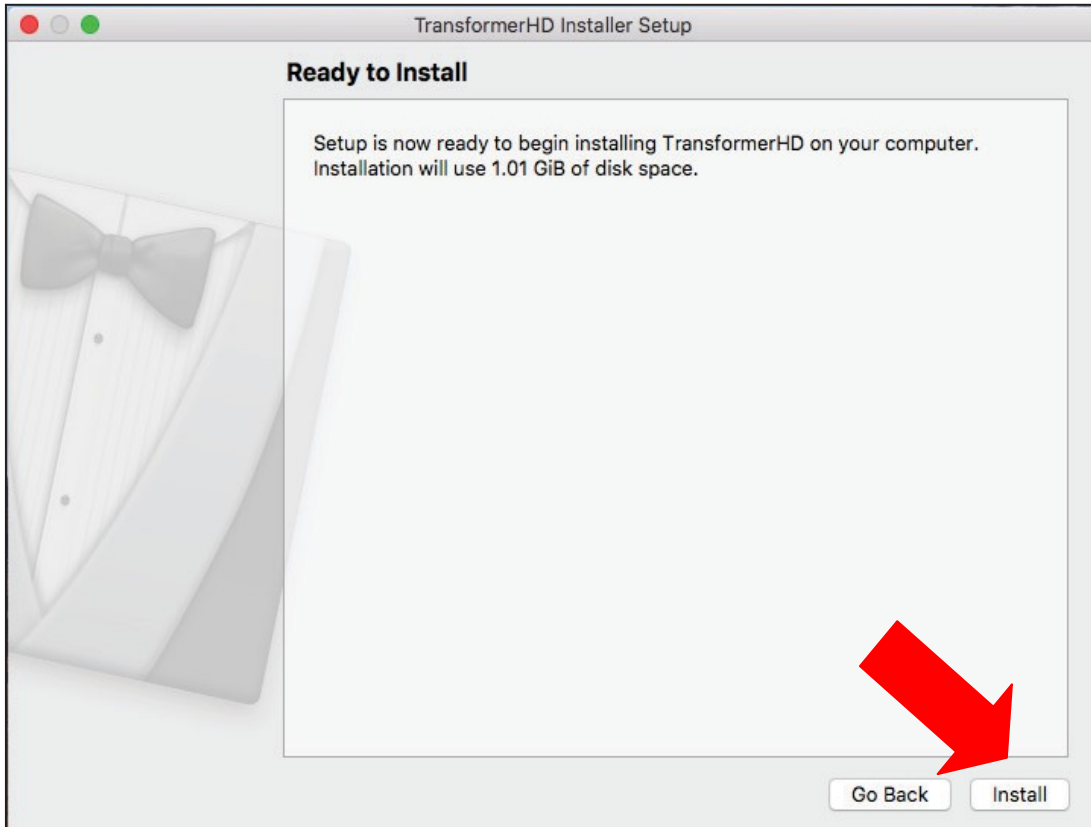 TransformerHD Installer Setup
Ready to Install
Setup is now ready to begin installing TransformerHD on your computer.
Installation will use 1.01 GiB of disk space.
Go Back
Install